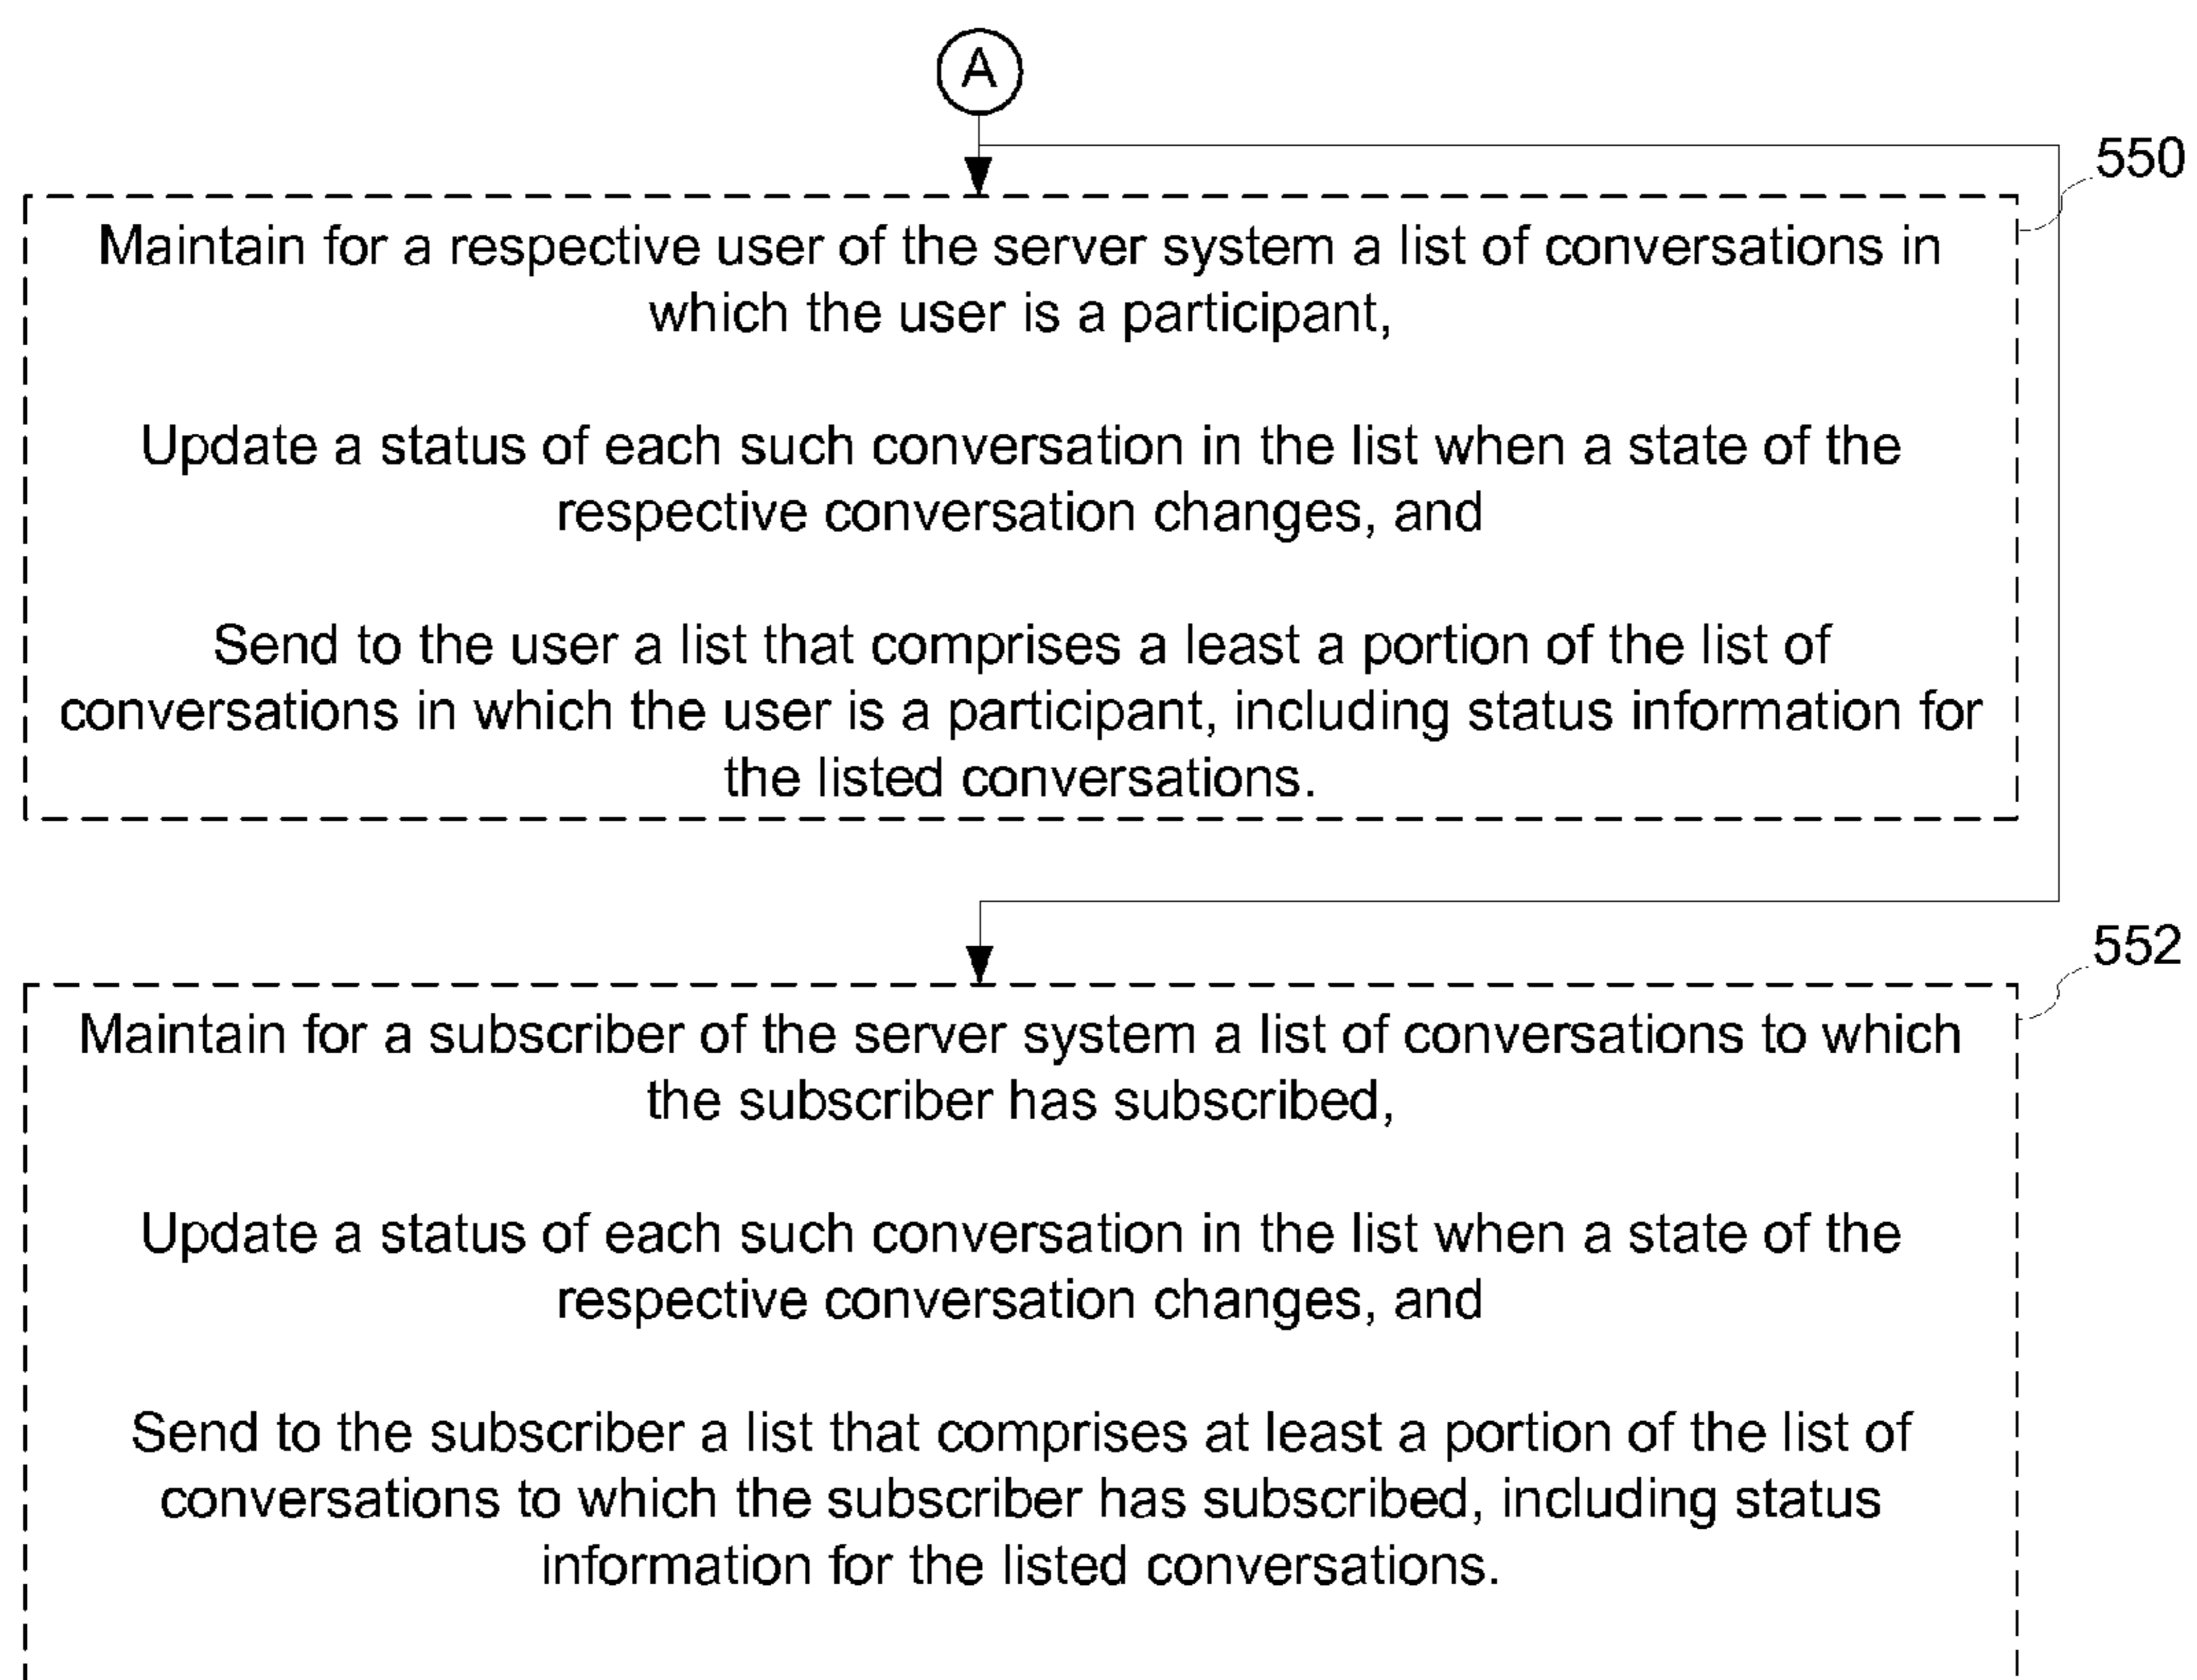 A
550
Maintain for a respective user of the server system a list of conversations in
which the user is a participant,
Update a status of each such conversation in the list when a state of the
respective conversation changes, and
Send to the user a list that comprises a least a portion of the list of
conversations in which the user is a participant, including status information for
the listed conversations.
552
Maintain for a subscriber of the server system a list of conversations to which
the subscriber has subscribed,
Update a status of each such conversation in the list when a state of the
respective conversation changes, and
Send to the subscriber a list that comprises at least a portion of the list of
conversations to which the subscriber has subscribed, including status
information for the listed conversations.